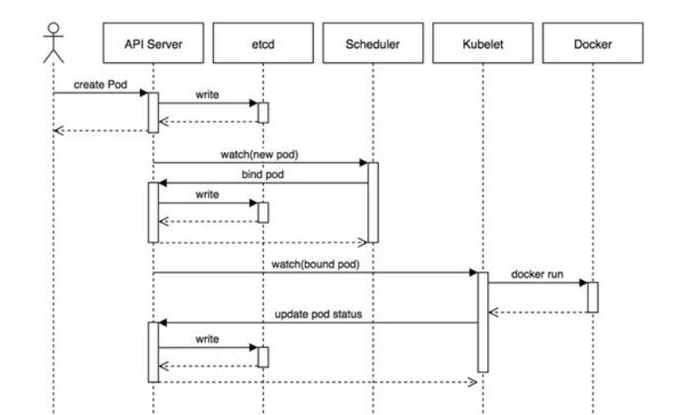 API Server
etcd
Scheduler
Kubelet
Docker
create Pod
write
watch(new pod)
bind pod
write
watch(bound pod)
docker run
update pod status
write